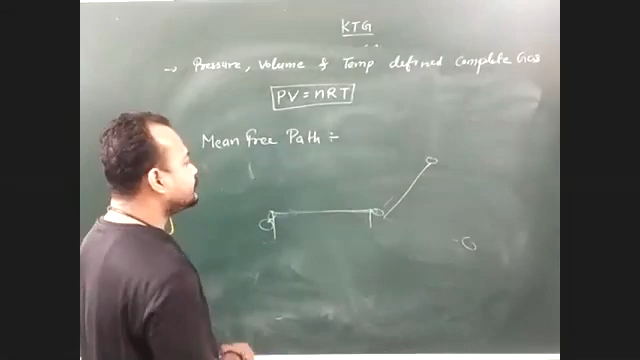 KTG
→ Pressure, Volume & Temp defined Complete Gas
PV = nRT
Mean Free Path ÷